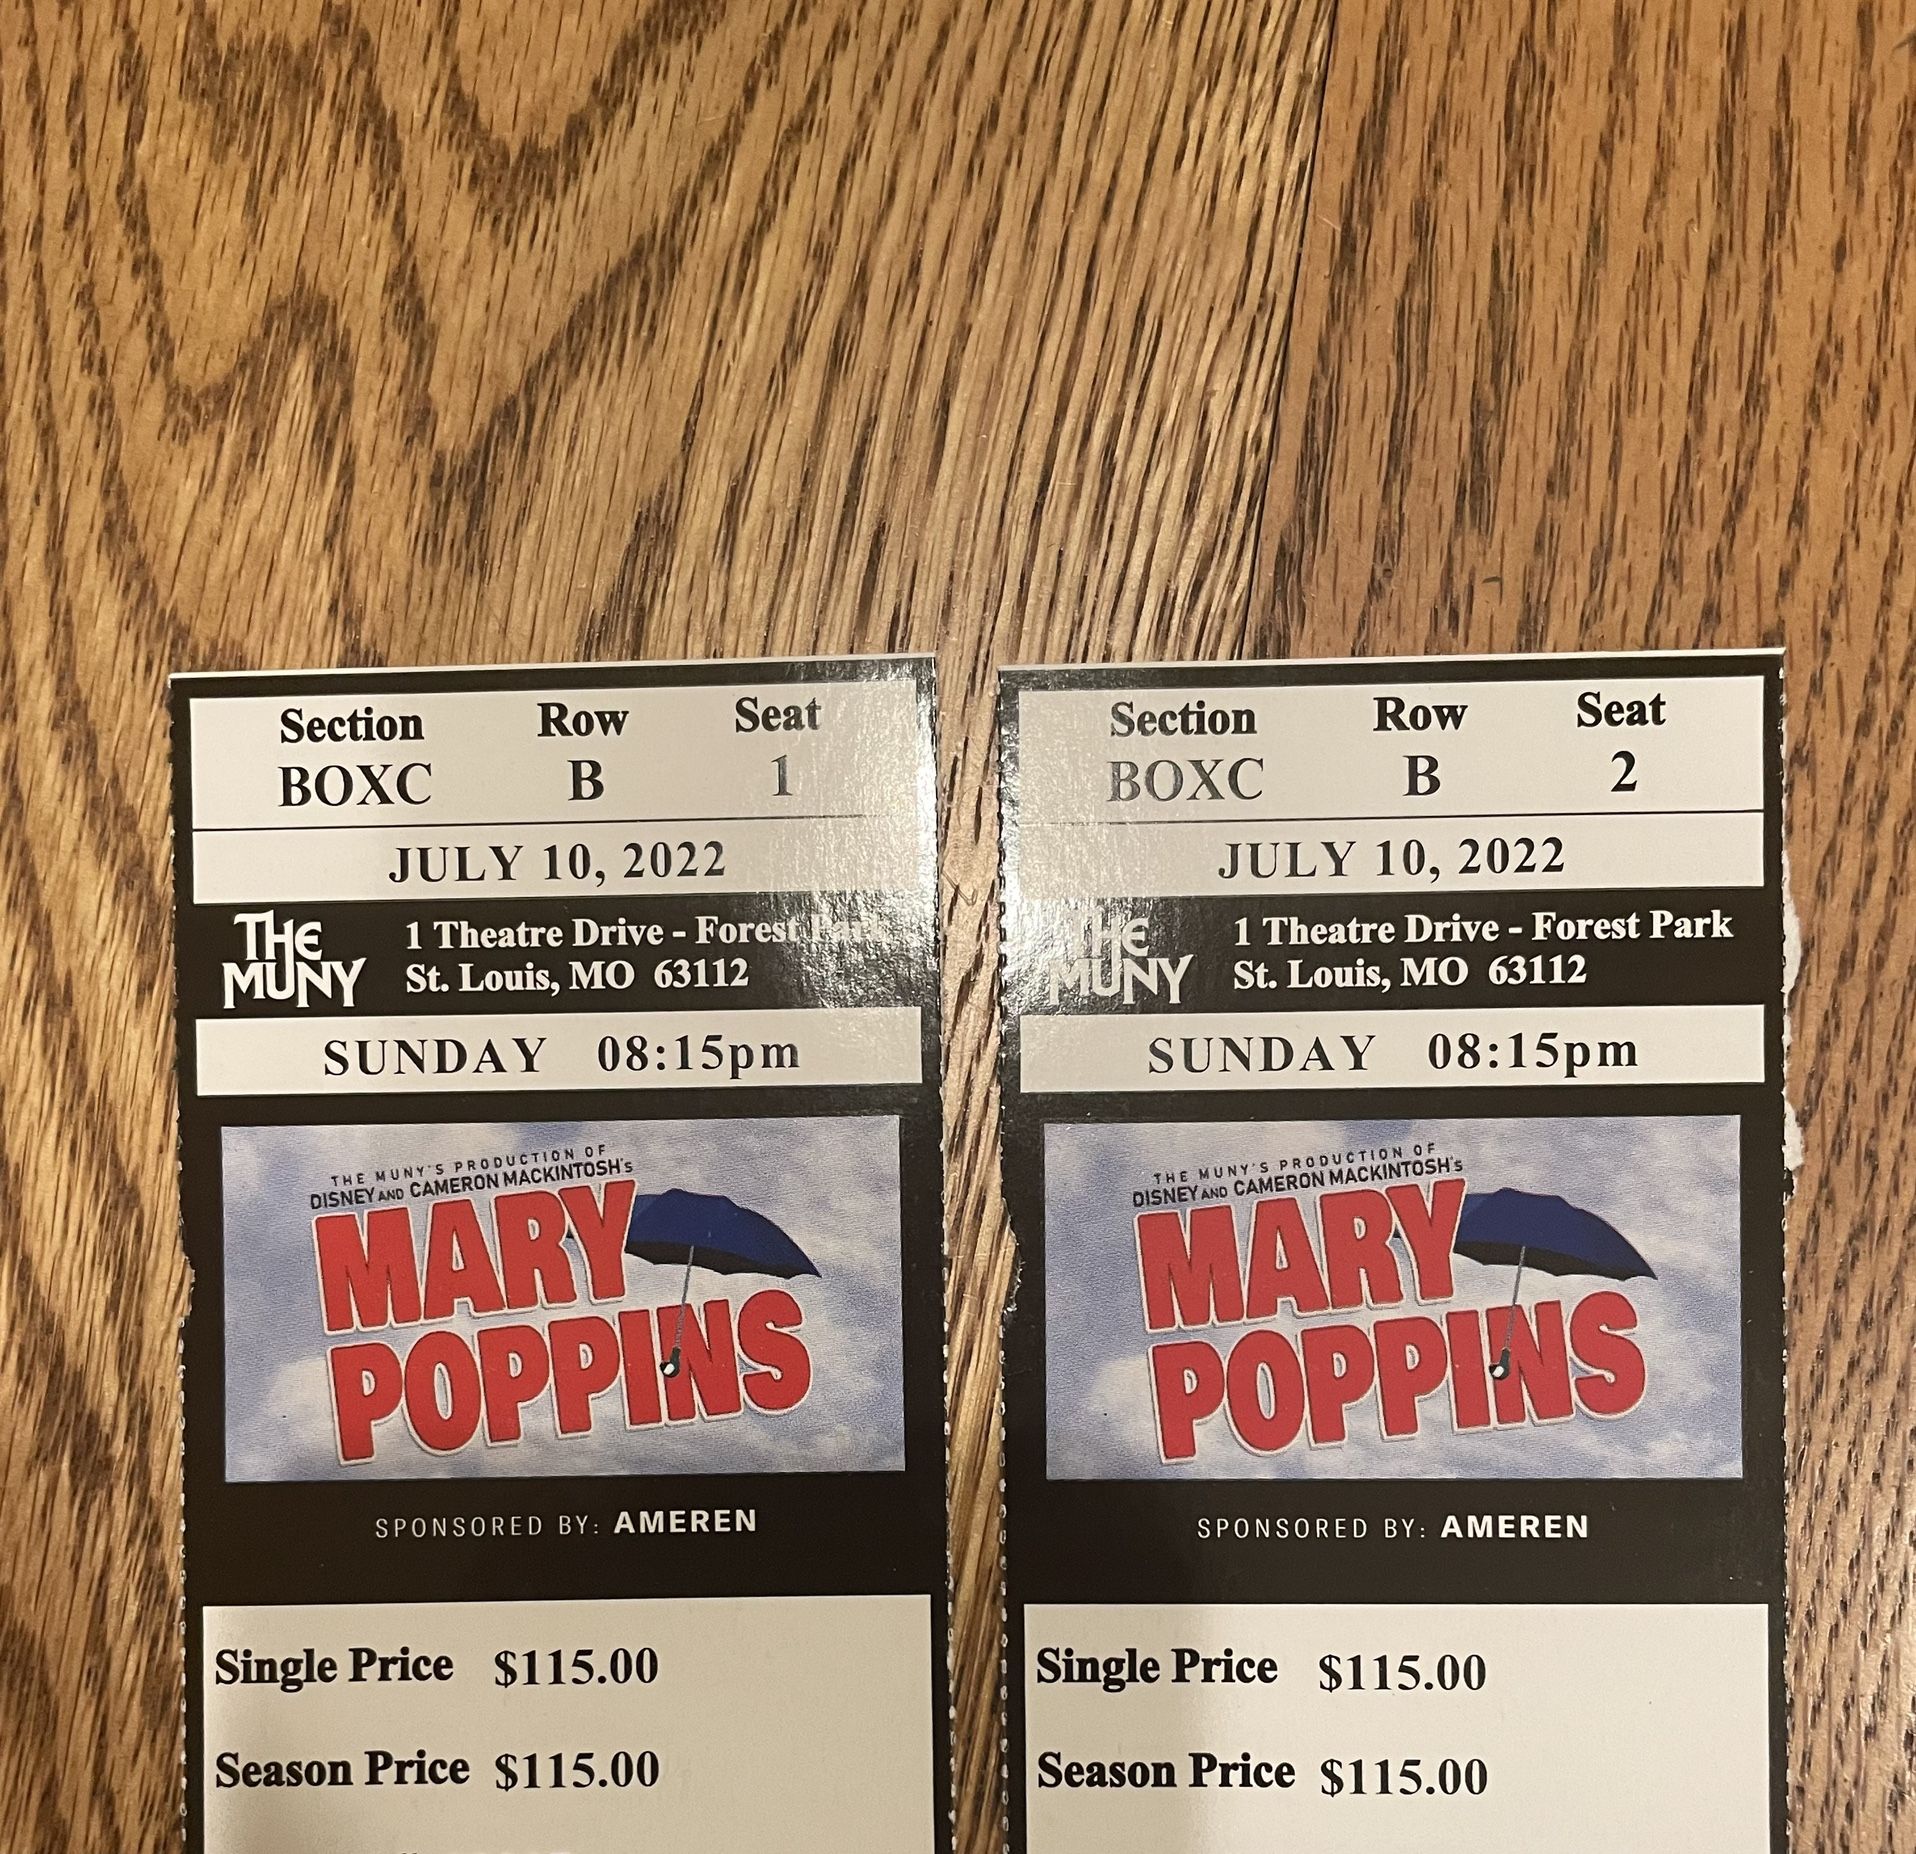 Section Row Seat
BOXC B 1
JULY 10, 2022
THE MUNY
1 Theatre Drive - Forest Park
St. Louis, MO 63112
SUNDAY 08:15pm
THE MUNY'S PRODUCTION OF
DISNEY AND CAMERON MACKINTOSH's
MARY
POPPINS
SPONSORED BY: AMEREN
Single Price $115.00
Season Price $115.00
Section Row Seat
BOXC B 2
JULY 10, 2022
THE MUNY
1 Theatre Drive - Forest Park
St. Louis, MO 63112
SUNDAY 08:15pm
THE MUNY'S PRODUCTION OF
DISNEY AND CAMERON MACKINTOSH's
MARY
POPPINS
SPONSORED BY: AMEREN
Single Price $115.00
Season Price $115.00